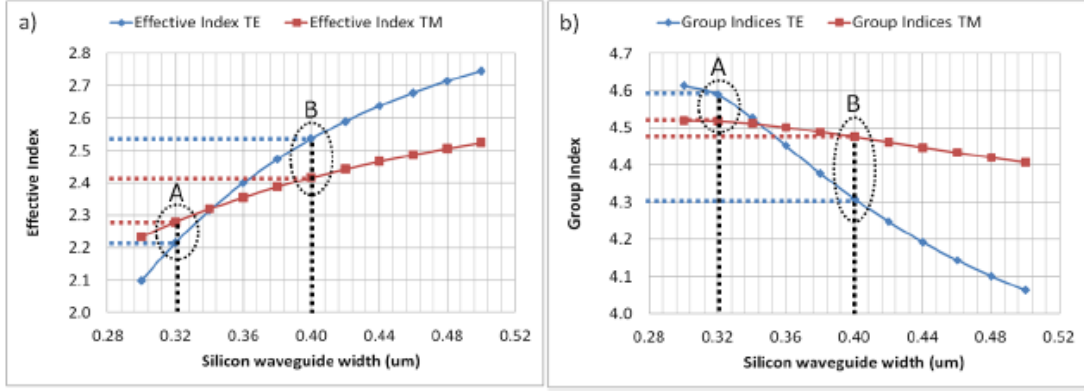 a)
Effective Index TE
Effective Index TM
Effective Index
2.8
2.7
2.6
2.5
2.4
2.3
2.2
2.1
2.0
A
B
0.28 0.32 0.36 0.40 0.44 0.48 0.52
Silicon waveguide width (um)
b)
Group Indices TE
Group Indices TM
Group Index
4.7
4.6
4.5
4.4
4.3
4.2
4.1
4.0
A
B
0.28 0.32 0.36 0.40 0.44 0.48 0.52
Silicon waveguide width (um)